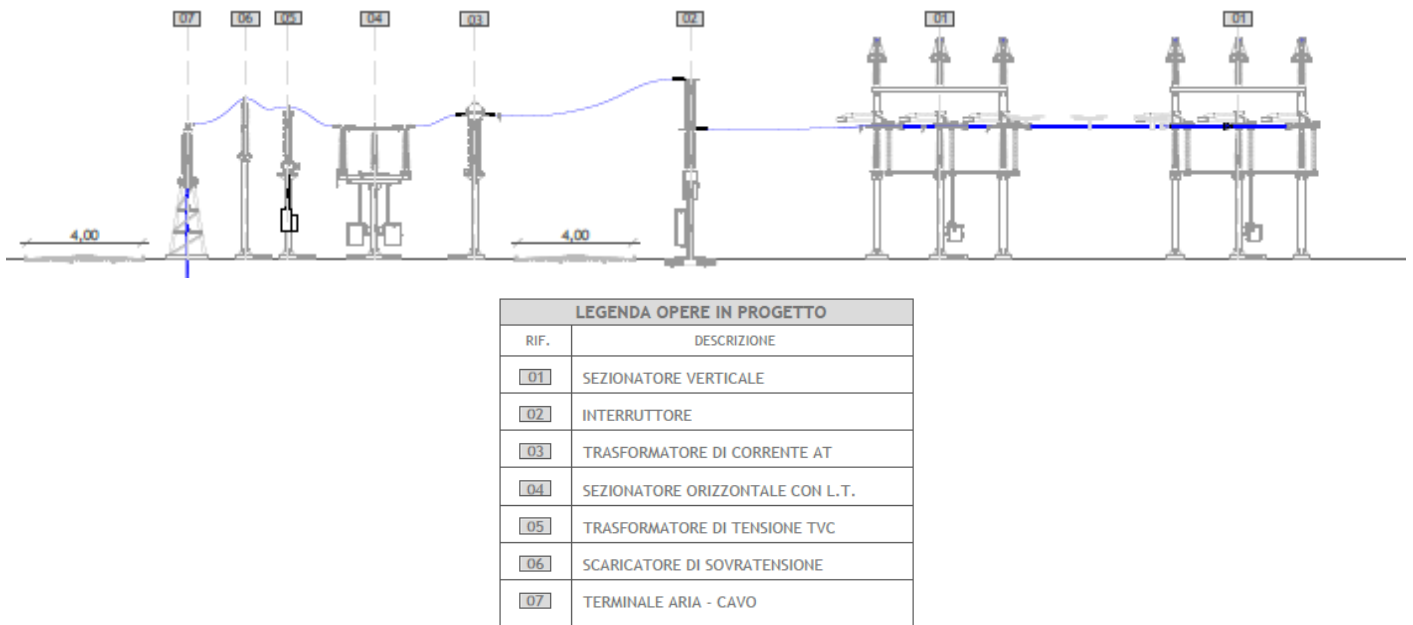 07 06 05 04 03 02 01 01
4,00 4,00
LEGENDA OPERE IN PROGETTO
RIF. DESCRIZIONE
01 SEZIONATORE VERTICALE
02 INTERRUTTORE
03 TRASFORMATORE DI CORRENTE AT
04 SEZIONATORE ORIZZONTALE CON L.T.
05 TRASFORMATORE DI TENSIONE TVC
06 SCARICATORE DI SOVRATENSIONE
07 TERMINALE ARIA - CAVO